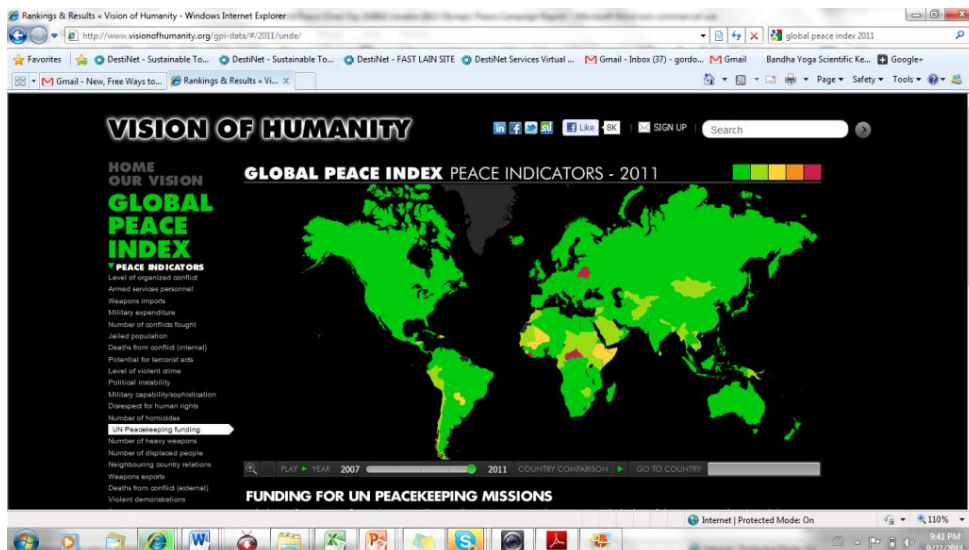 Rankings & Results « Vision of Humanity - Windows Internet Explorer
http://www.visionofhumanity.org/gpi-data/#/2011/unde/
global peace index 2011
Favorites DestiNet - Sustainable To... DestiNet - Sustainable To... DestiNet - FAST LAIN SITE DestiNet Services Virtual ... Gmail - Inbox (37) - gordo... Gmail Bandha Yoga Scientific Ke... Google+
Gmail - New, Free Ways to... Rankings & Results « Vi... X Page Safety Tools
VISION OF HUMANITY
in f Like 8K SIGN UP Search
HOME
OUR VISION
GLOBAL
PEACE
INDEX
PEACE INDICATORS
Level of organized conflict
Armed services personnel
Weapons imports
Military expenditure
Number of conflicts fought
Jailed population
Deaths from conflict (internal)
Potential for terrorist acts
Level of violent crime
Political instability
Military capability/sophistication
Disrespect for human rights
Number of homicides
UN Peacekeeping funding
Number of heavy weapons
Number of displaced people
Neighbouring country relations
Weapons exports
Deaths from conflict (external)
Violent demonstrations
GLOBAL PEACE INDEX PEACE INDICATORS - 2011
PLAY YEAR 2007 2011 COUNTRY COMPARISON GO TO COUNTRY
FUNDING FOR UN PEACEKEEPING MISSIONS
Internet | Protected Mode: On 110%
9:41 PM
9/22/2011